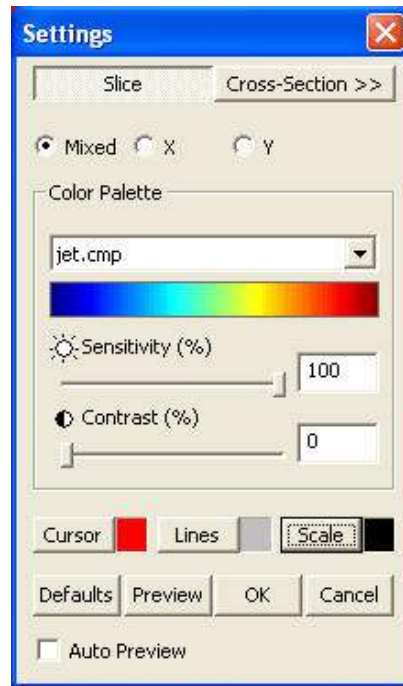 Settings
Slice Cross-Section >>
Mixed X Y
Color Palette
jet.cmp
Sensitivity (%)
100
Contrast (%)
0
Cursor Lines Scale
Defaults Preview OK Cancel
Auto Preview